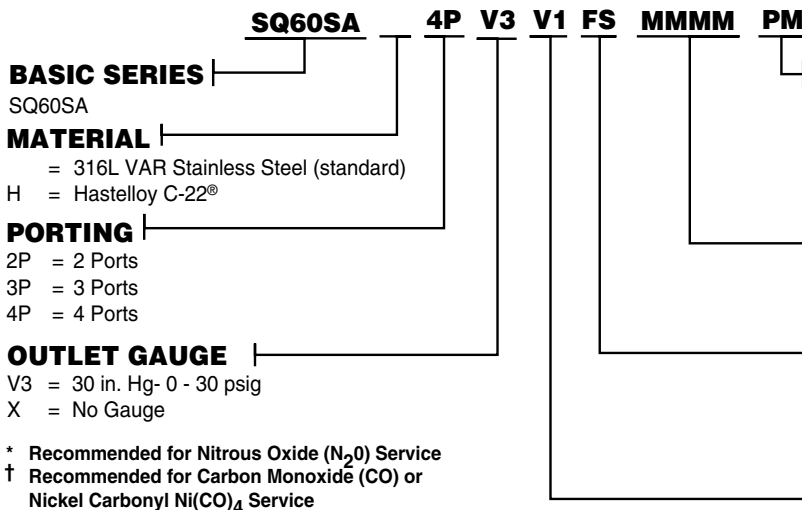 SQ60SA 4P V3 V1 FS MMMM PM
BASIC SERIES
SQ60SA
MATERIAL
= 316L VAR Stainless Steel (standard)
H = Hastelloy C-22®
PORTING
2P = 2 Ports
3P = 3 Ports
4P = 4 Ports
OUTLET GAUGE
V3 = 30 in. Hg- 0 - 30 psig
X = No Gauge
* Recommended for Nitrous Oxide (N₂0) Service
† Recommended for Carbon Monoxide (CO) or
Nickel Carbonyl Ni(CO)₄ Service